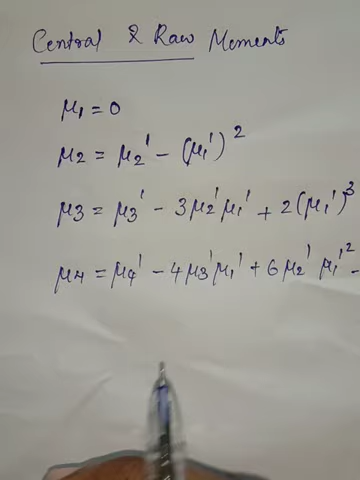 Central & Raw Moments
μ₁ = 0
μ₂ = μ₂' − (μ₁')²
μ₃ = μ₃' − 3μ₂'μ₁' + 2(μ₁')³
μ₄ = μ₄' − 4μ₃'μ₁' + 6μ₂'μ₁'² −